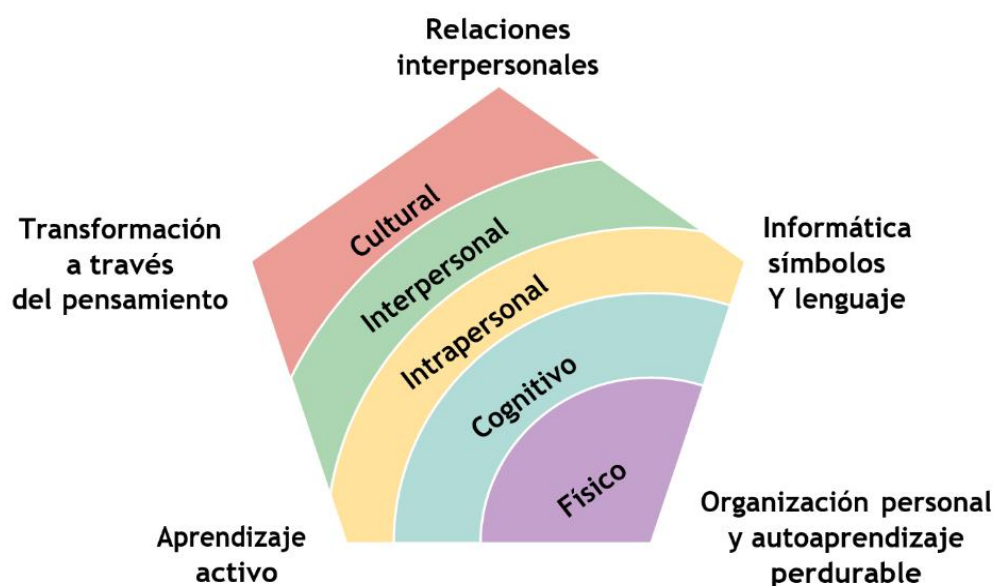 Relaciones
interpersonales
Transformación
a través
del pensamiento
Informática
símbolos
Y lenguaje
Cultural
Interpersonal
Intrapersonal
Cognitivo
Físico
Aprendizaje
activo
Organización personal
y autoaprendizaje
perdurable